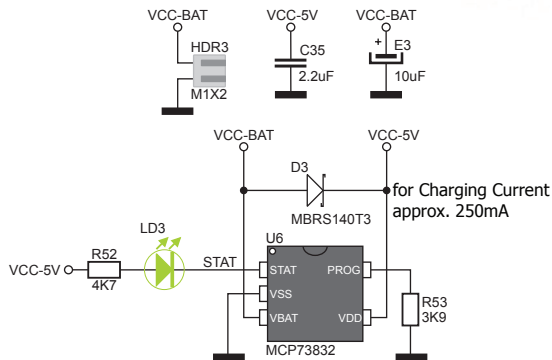 VCC-BAT
VCC-5V
VCC-BAT
HDR3
M1X2
C35
2.2uF
+
E3
10uF
VCC-BAT
VCC-5V
D3
MBRS140T3
for Charging Current
approx. 250mA
LD3
VCC-5V
R52
4K7
STAT
U6
STAT
PROG
VSS
VBAT
VDD
MCP73832
R53
3K9